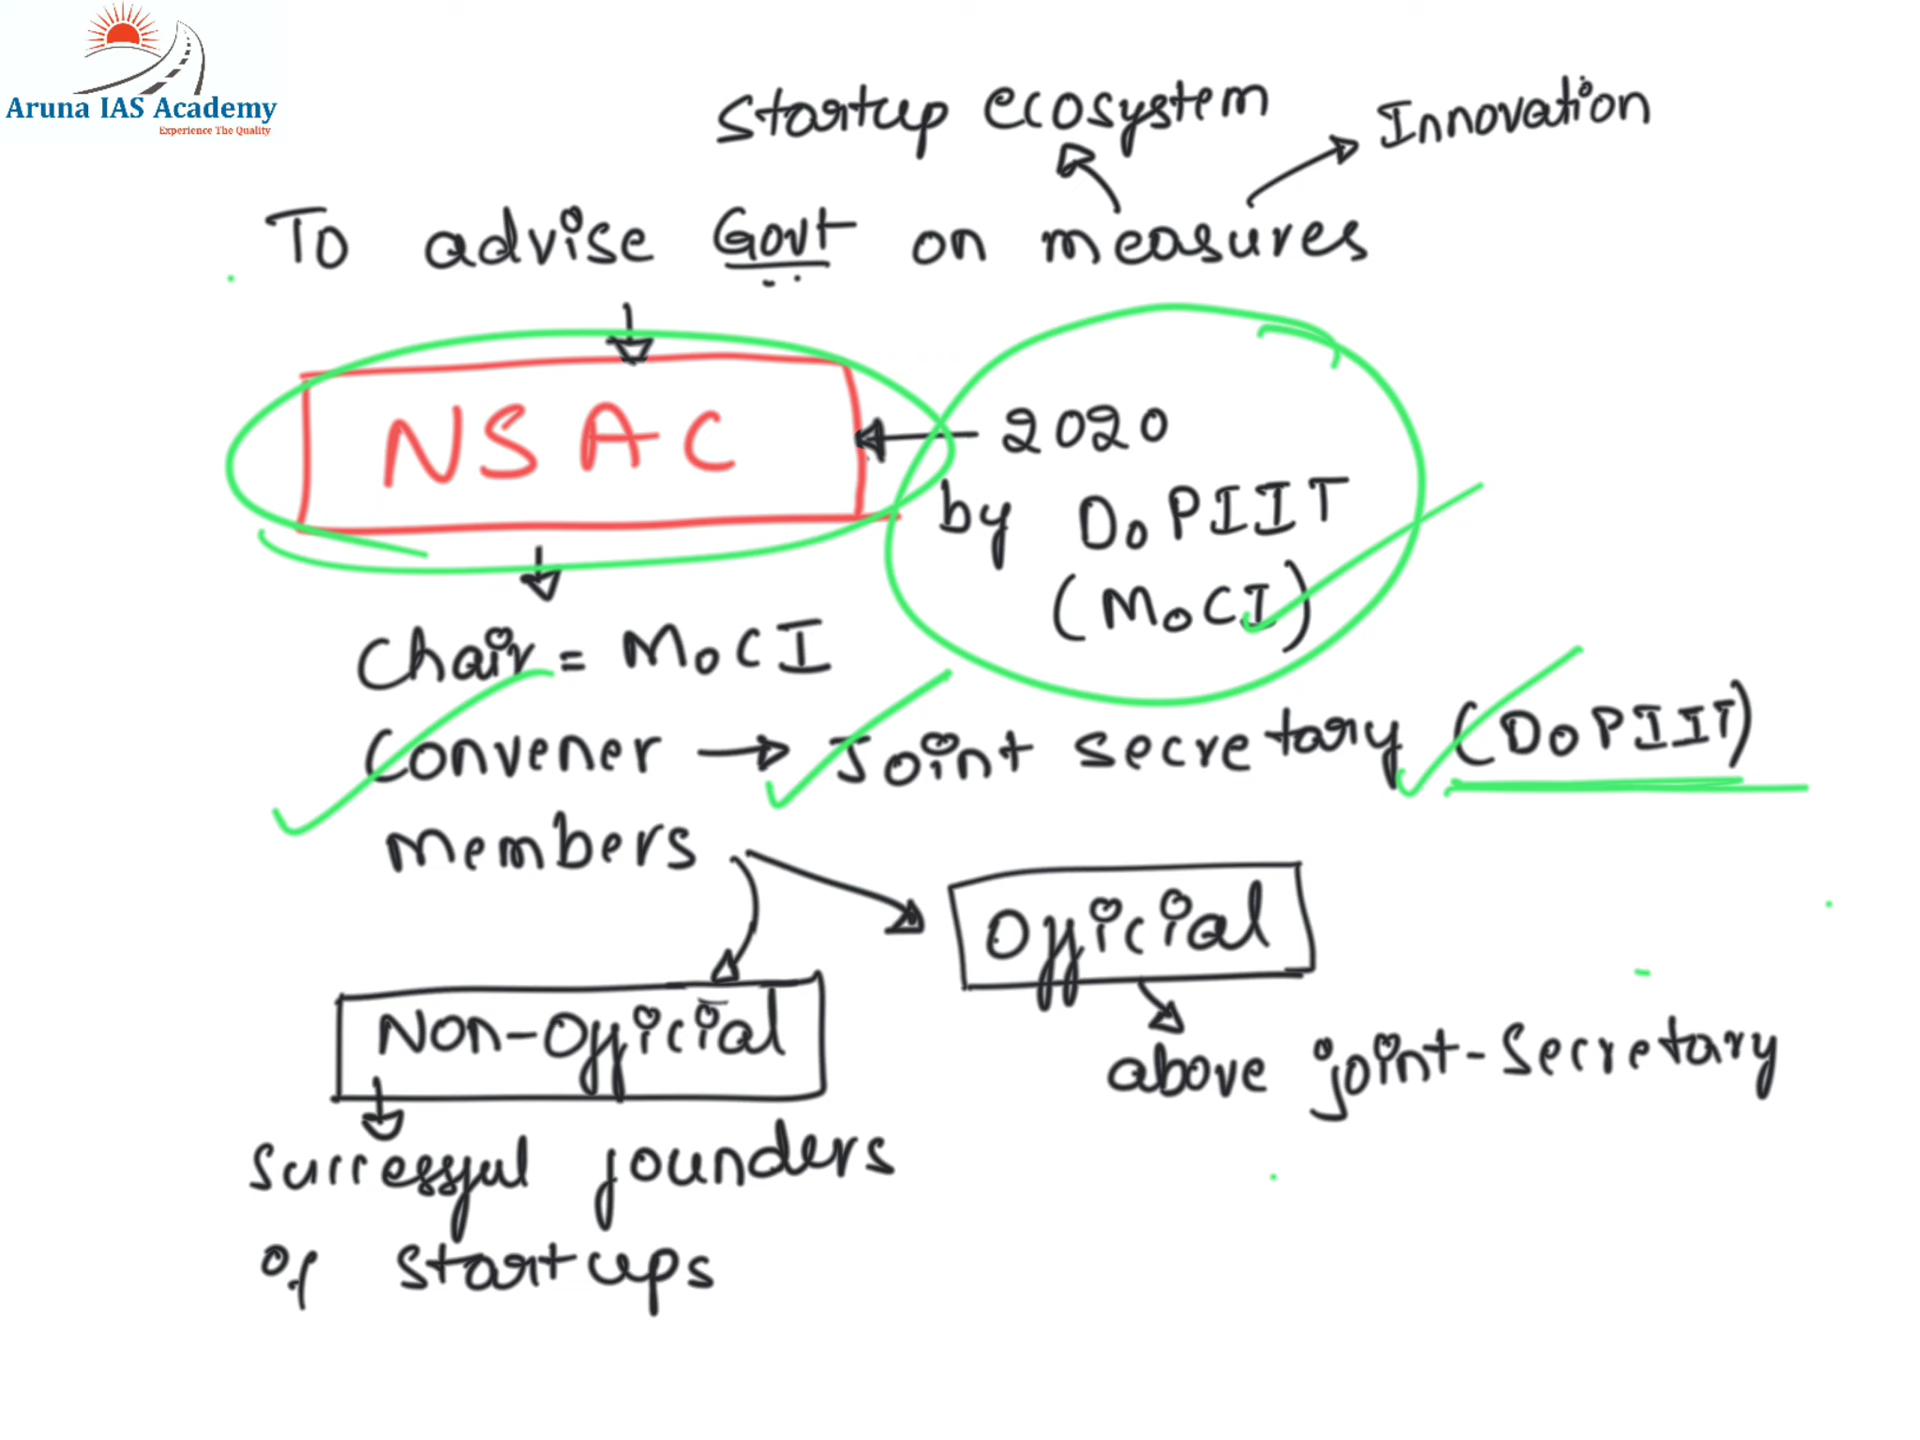 Aruna IAS Academy
Experience The Quality
Startup ecosystem
Innovation
To advise Govt on measures
NSAC
2020
by DoPIIT
(MoCI)
Chair = MoCI
Convener → Joint Secretary (DoPIIT)
members
Official
Non-Official
above joint-Secretary
Successful founders
of startups